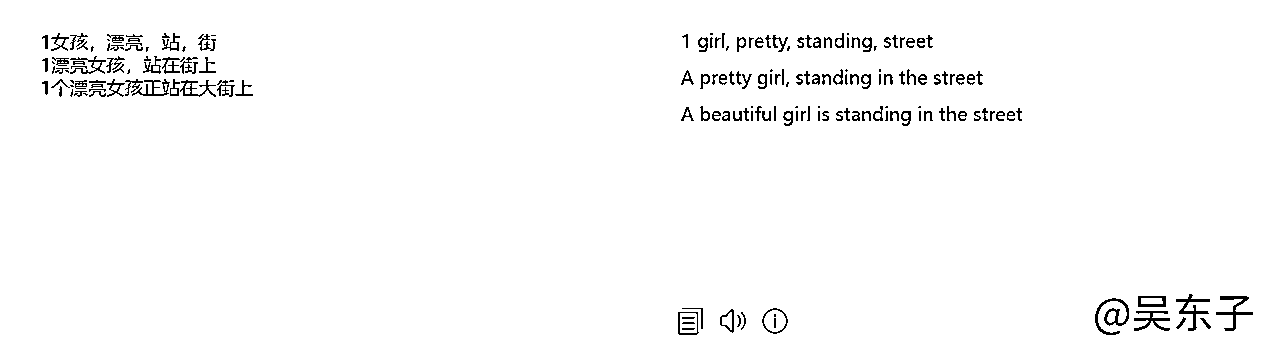 1女孩，漂亮，站，街
1漂亮女孩，站在街上
1个漂亮女孩正站在大街上
1 girl, pretty, standing, street
A pretty girl, standing in the street
A beautiful girl is standing in the street
@吴东子